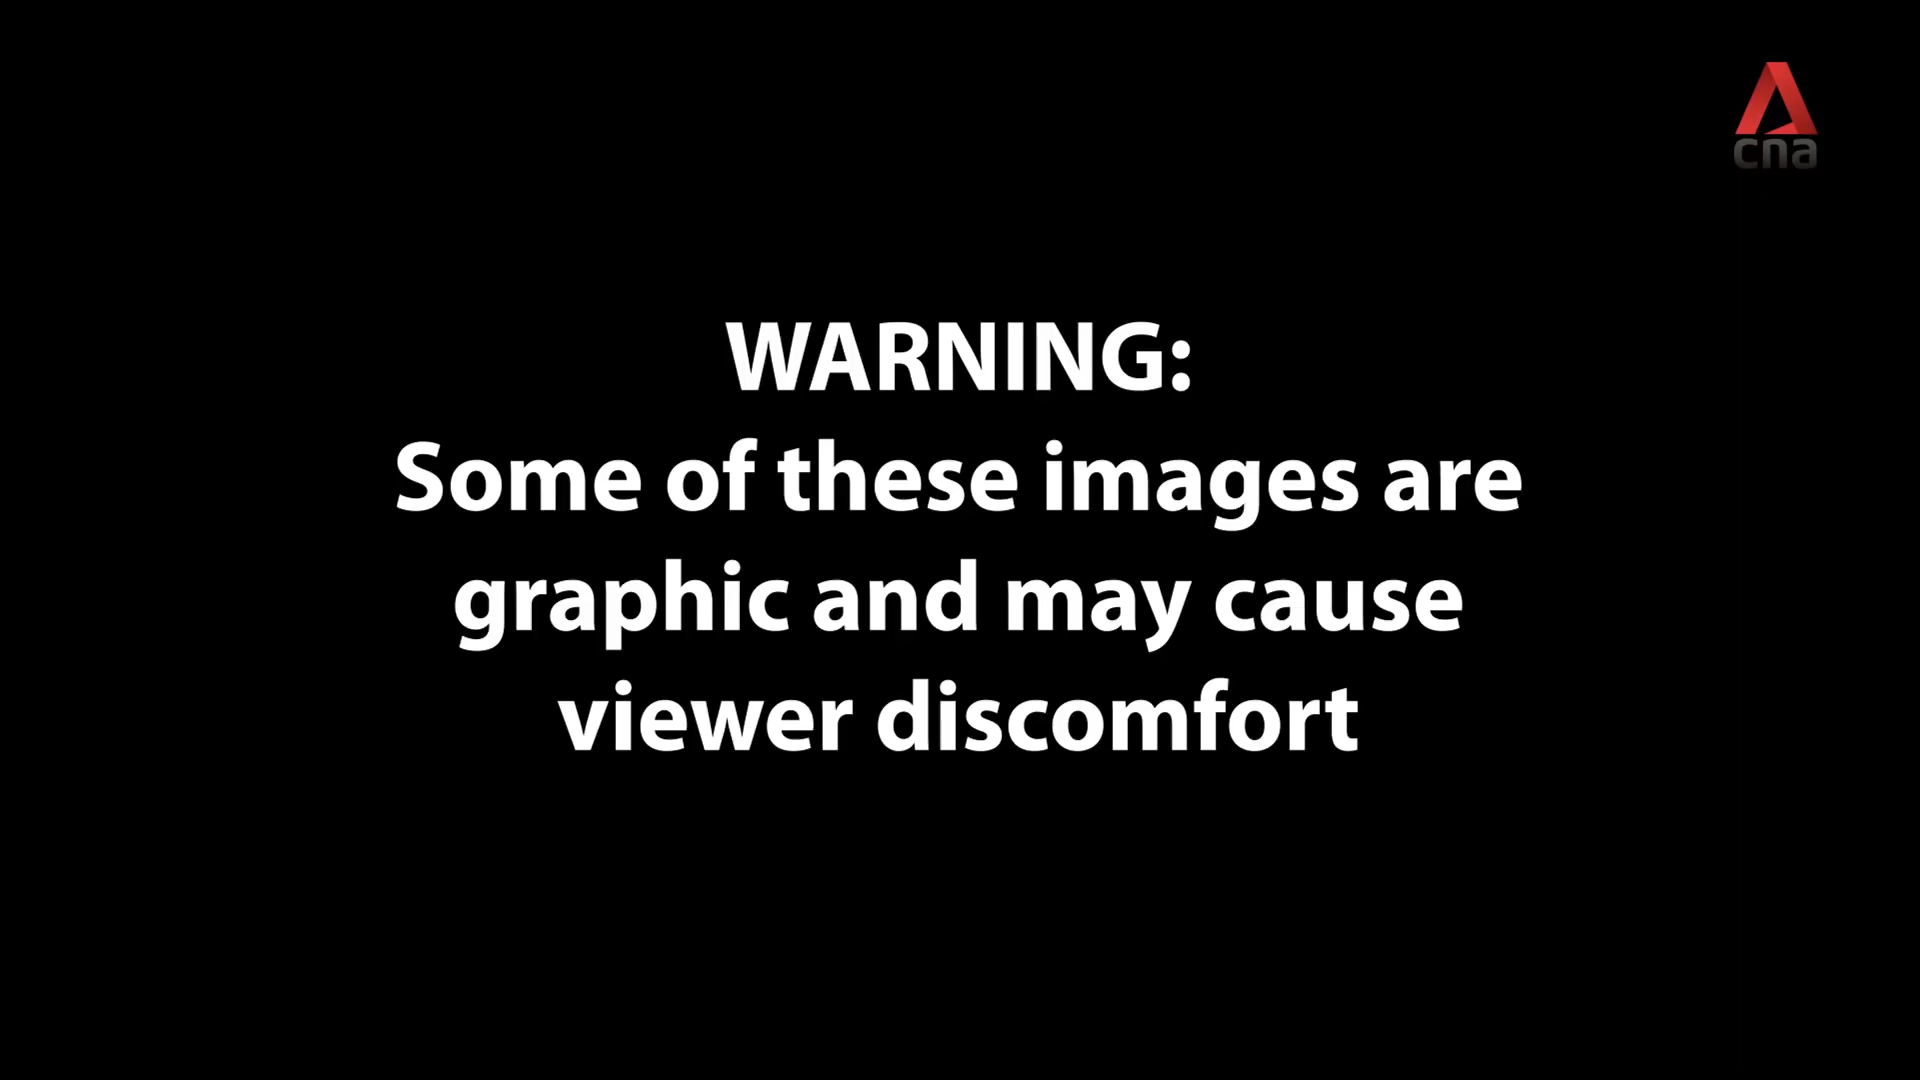 cna
WARNING:
Some of these images are
graphic and may cause
viewer discomfort